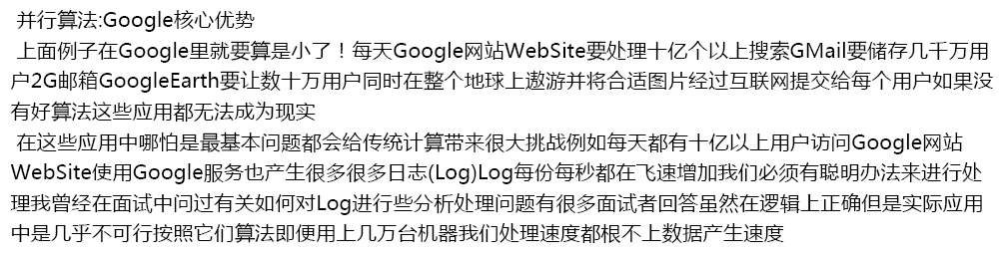 并行算法:Google核心优势
上面例子在Google里就要算是小了！每天Google网站WebSite要处理十亿个以上搜索GMail要储存几千万用
户2G邮箱GoogleEarth要让数十万用户同时在整个地球上遨游并将合适图片经过互联网提交给每个用户如果没
有好算法这些应用都无法成为现实
在这些应用中哪怕是最基本问题都会给传统计算带来很大挑战例如每天都有十亿以上用户访问Google网站
WebSite使用Google服务也产生很多很多日志(Log)Log每份每秒都在飞速增加我们必须有聪明办法来进行处
理我曾经在面试中问过有关如何对Log进行些分析处理问题有很多面试者回答虽然在逻辑上正确但是实际应用
中是几乎不可行按照它们算法即便用上几万台机器我们处理速度都根不上数据产生速度